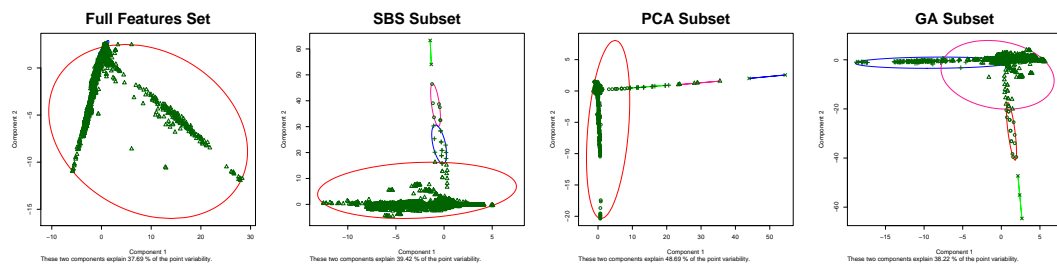 Full Features Set
SBS Subset
PCA Subset
GA Subset
0
−5
−10
−15
Component 2
0
10
20
30
Component 1
These two components explain 37.69 % of the point variability.
60
50
40
30
20
10
0
Component 2
−10
−5
0
5
Component 1
These two components explain 39.42 % of the point variability.
5
0
−5
−10
−15
−20
Component 2
0
10
20
30
40
50
Component 1
These two components explain 48.69 % of the point variability.
0
−20
−40
−60
Component 2
−15
−10
−5
0
5
Component 1
These two components explain 38.22 % of the point variability.